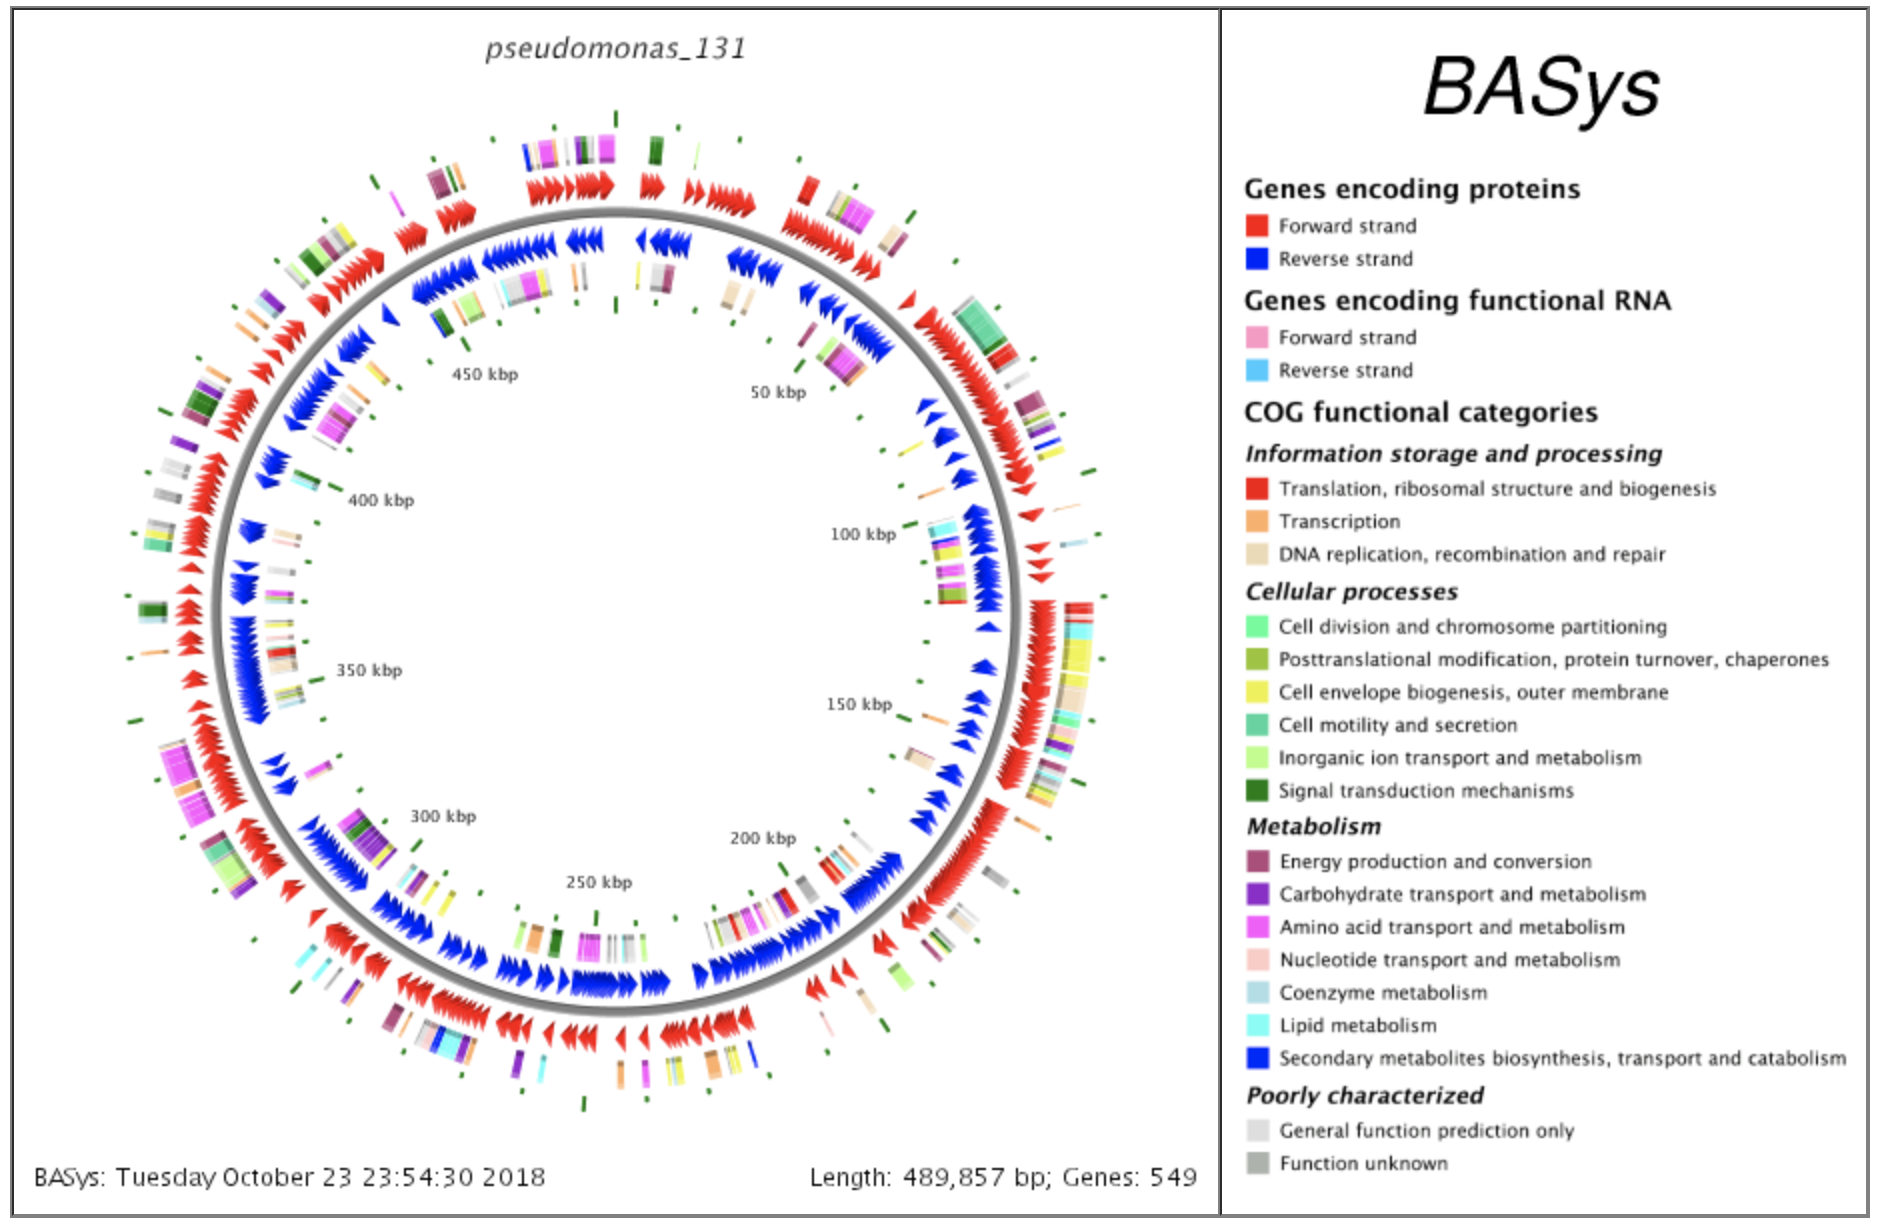 pseudomonas_131
450 kbp
50 kbp
400 kbp
100 kbp
350 kbp
150 kbp
300 kbp
200 kbp
250 kbp
BASys: Tuesday October 23 23:54:30 2018
Length: 489,857 bp; Genes: 549
BASys
Genes encoding proteins
Forward strand
Reverse strand
Genes encoding functional RNA
Forward strand
Reverse strand
COG functional categories
Information storage and processing
Translation, ribosomal structure and biogenesis
Transcription
DNA replication, recombination and repair
Cellular processes
Cell division and chromosome partitioning
Posttranslational modification, protein turnover, chaperones
Cell envelope biogenesis, outer membrane
Cell motility and secretion
Inorganic ion transport and metabolism
Signal transduction mechanisms
Metabolism
Energy production and conversion
Carbohydrate transport and metabolism
Amino acid transport and metabolism
Nucleotide transport and metabolism
Coenzyme metabolism
Lipid metabolism
Secondary metabolites biosynthesis, transport and catabolism
Poorly characterized
General function prediction only
Function unknown